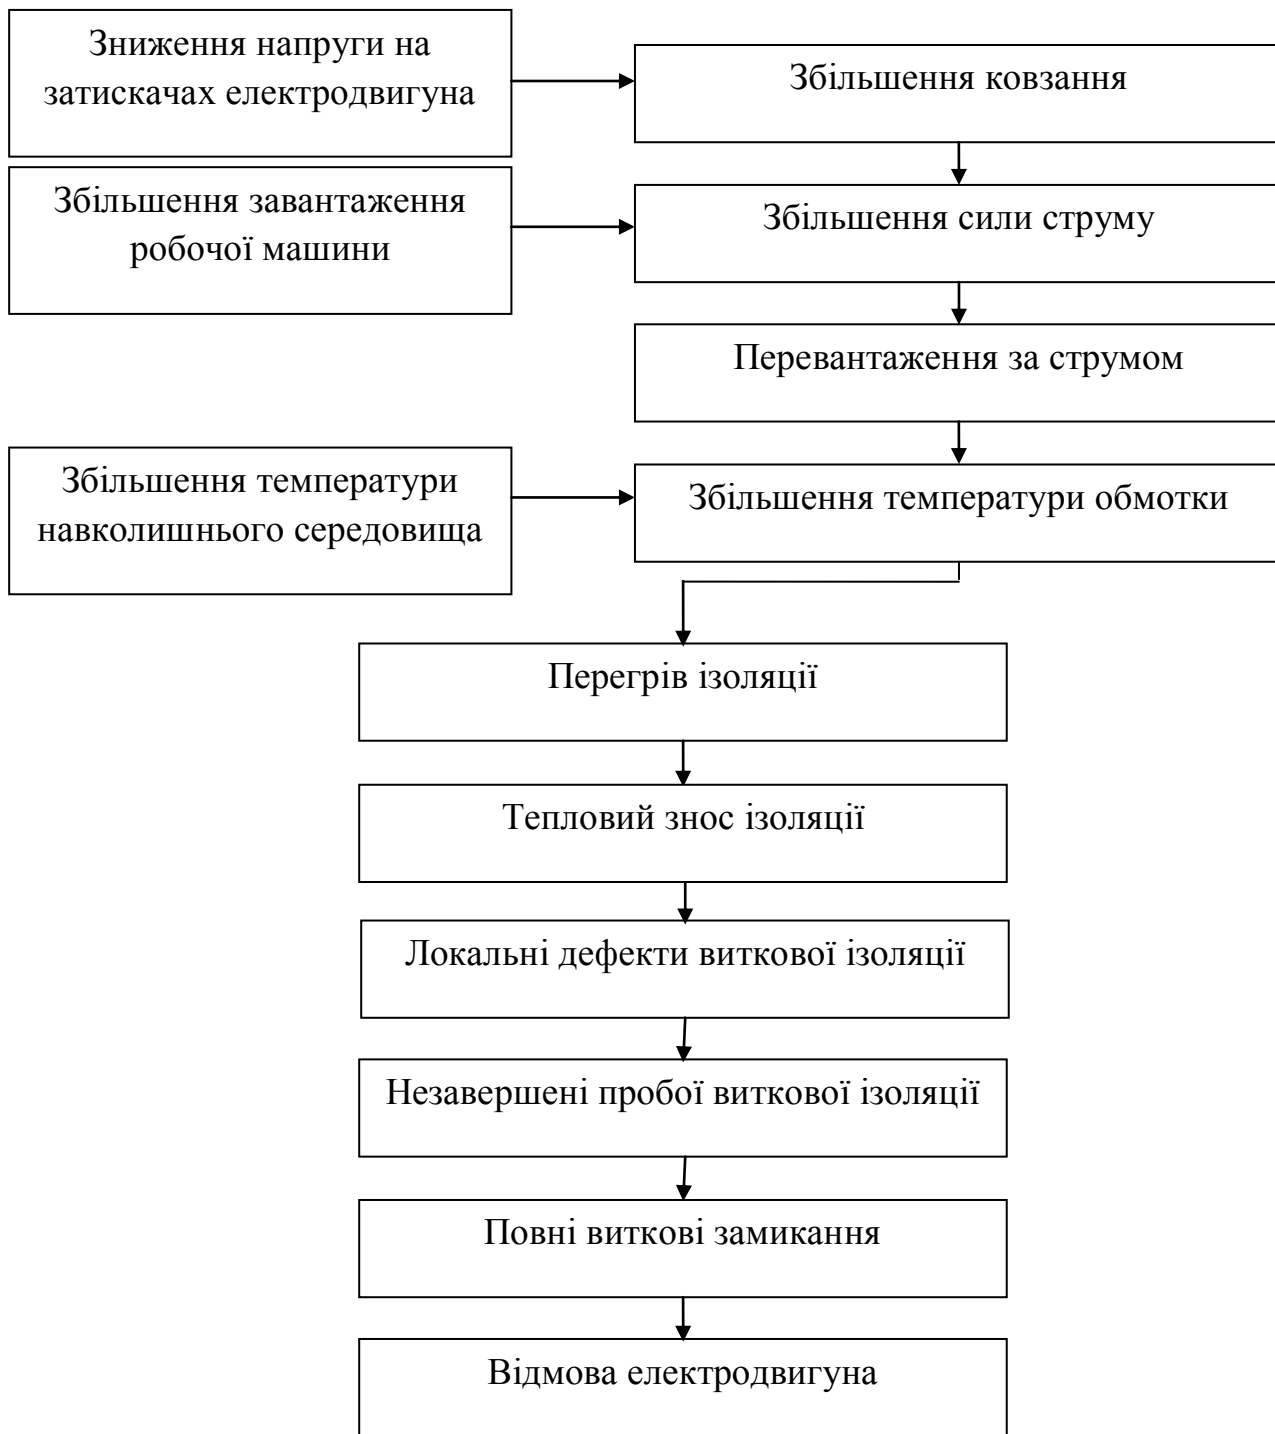 Зниження напруги на
затискачах електродвигуна
Збільшення ковзання
Збільшення завантаження
робочої машини
Збільшення сили струму
Перевантаження за струмом
Збільшення температури
навколишнього середовища
Збільшення температури обмотки
Перегрів ізоляції
Тепловий знос ізоляції
Локальні дефекти виткової ізоляції
Незавершені пробої виткової ізоляції
Повні виткові замикання
Відмова електродвигуна